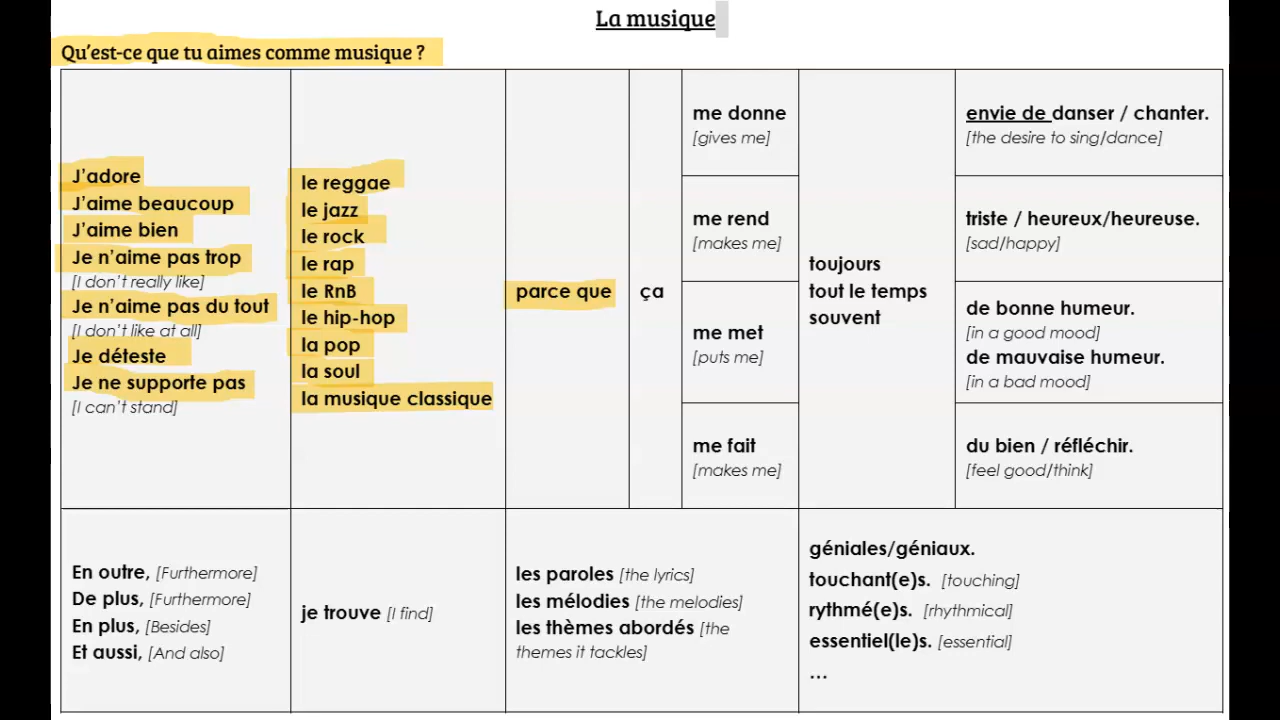 La musique
Qu’est-ce que tu aimes comme musique ?
J’adore
J’aime beaucoup
J’aime bien
Je n’aime pas trop
[I don’t really like]
Je n’aime pas du tout
[I don’t like at all]
Je déteste
Je ne supporte pas
[I can’t stand]
le reggae
le jazz
le rock
le rap
le RnB
le hip-hop
la pop
la soul
la musique classique
parce que
ça
me donne
[gives me]
me rend
[makes me]
me met
[puts me]
me fait
[makes me]
toujours
tout le temps
souvent
envie de danser / chanter.
[the desire to sing/dance]
triste / heureux/heureuse.
[sad/happy]
de bonne humeur.
[in a good mood]
de mauvaise humeur.
[in a bad mood]
du bien / réfléchir.
[feel good/think]
En outre, [Furthermore]
De plus, [Furthermore]
En plus, [Besides]
Et aussi, [And also]
je trouve [I find]
les paroles [the lyrics]
les mélodies [the melodies]
les thèmes abordés [the
themes it tackles]
géniales/géniaux.
touchant(e)s. [touching]
rythmé(e)s. [rhythmical]
essentiel(le)s. [essential]
…